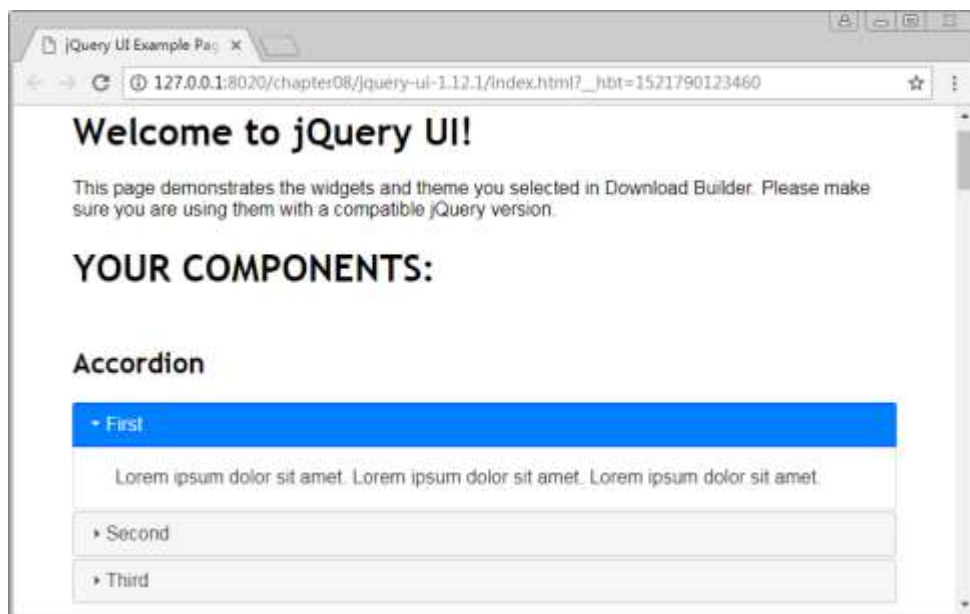 jQuery UI Example Pag
127.0.0.1:8020/chapter08/jquery-ui-1.12.1/index.html?__hbt=1521790123460
Welcome to jQuery UI!
This page demonstrates the widgets and theme you selected in Download Builder. Please make
sure you are using them with a compatible jQuery version.
YOUR COMPONENTS:
Accordion
First
Lorem ipsum dolor sit amet. Lorem ipsum dolor sit amet. Lorem ipsum dolor sit amet.
Second
Third